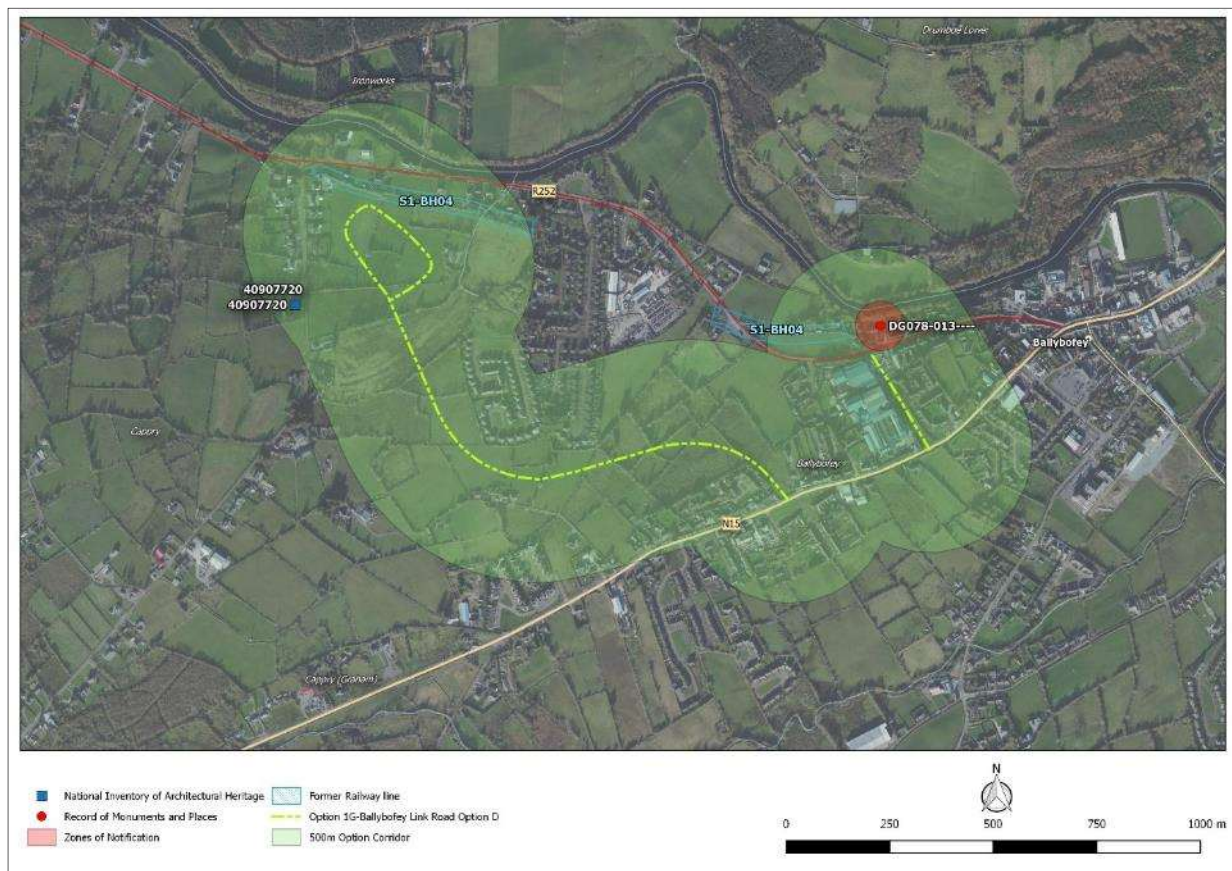 Drumboe Lower
Ironworks
S1-BH04
R252
40907720
40907720
S1-BH04
DG078-013----
Ballybofey
Cappry
Ballybofey
N15
Cappry (Graham)
National Inventory of Architectural Heritage
Record of Monuments and Places
Zones of Notification
Former Railway line
Option 1G-Ballybofey Link Road Option D
500m Option Corridor
N
0 250 500 750 1000 m